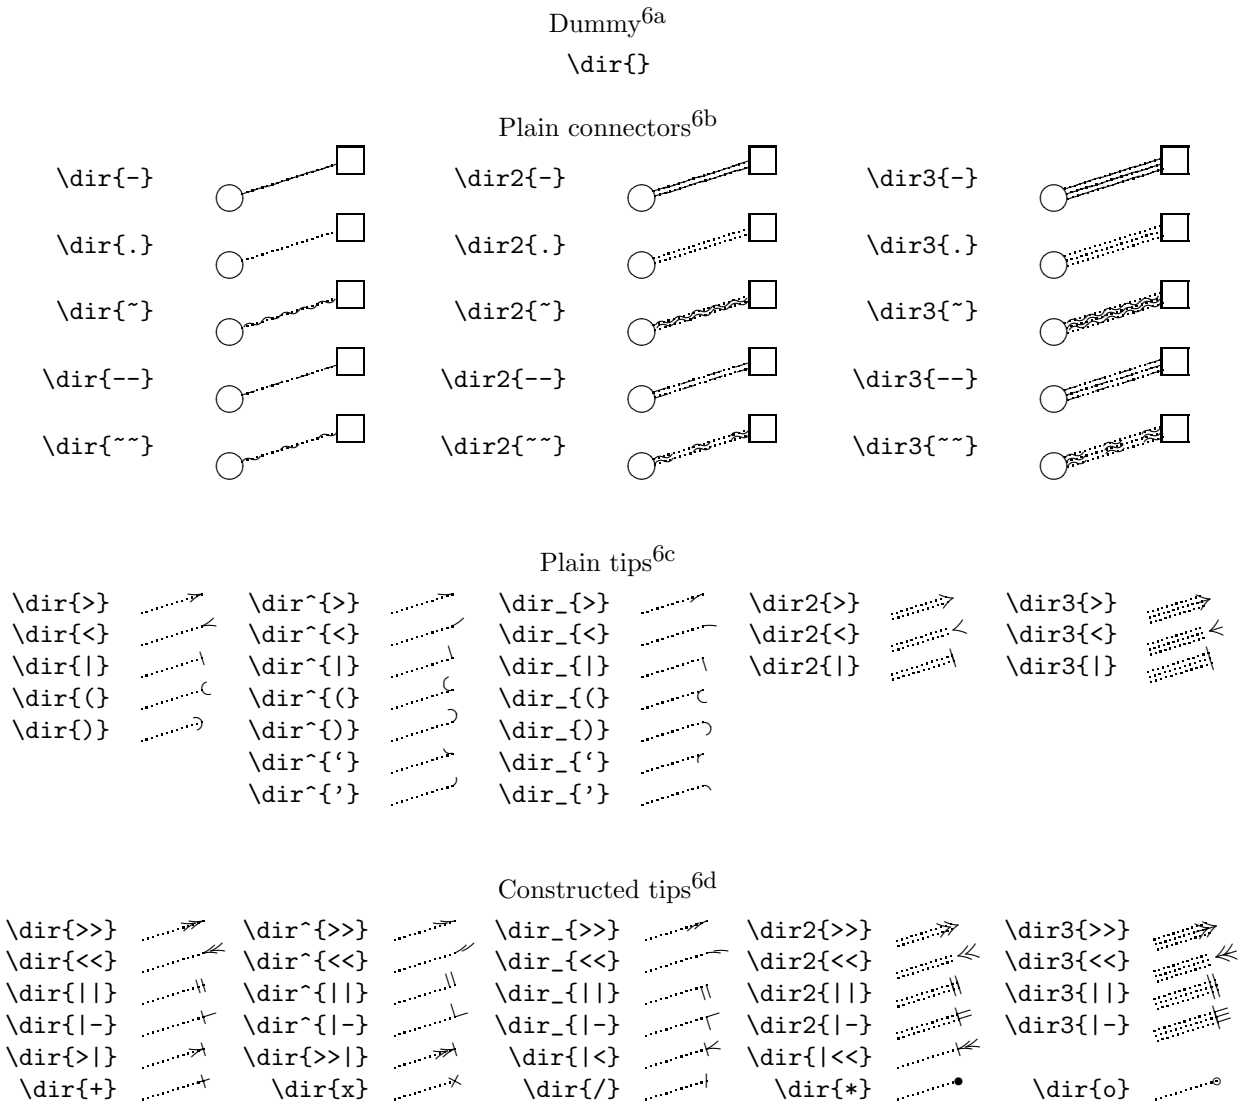 Dummy6a
\dir{}
Plain connectors6b
\dir{-} \dir2{-} \dir3{-}
\dir{.} \dir2{.} \dir3{.}
\dir{~} \dir2{~} \dir3{~}
\dir{--} \dir2{--} \dir3{--}
\dir{~~} \dir2{~~} \dir3{~~}
Plain tips6c
\dir{>} \dir^{>} \dir_{>} \dir2{>} \dir3{>}
\dir{<} \dir^{<} \dir_{<} \dir2{<} \dir3{<}
\dir{|} \dir^{|} \dir_{|} \dir2{|} \dir3{|}
\dir{(} \dir^{(} \dir_{(}
\dir{)} \dir^{)} \dir_{)}
\dir^{‘} \dir_{‘}
\dir^{’} \dir_{’}
Constructed tips6d
\dir{>>} \dir^{>>} \dir_{>>} \dir2{>>} \dir3{>>}
\dir{<<} \dir^{<<} \dir_{<<} \dir2{<<} \dir3{<<}
\dir{||} \dir^{||} \dir_{||} \dir2{||} \dir3{||}
\dir{|-} \dir^{|-} \dir_{|-} \dir2{|-} \dir3{|-}
\dir{>|} \dir{>>|} \dir{|<} \dir{|<<}
\dir{+} \dir{x} \dir{/} \dir{*} \dir{o}